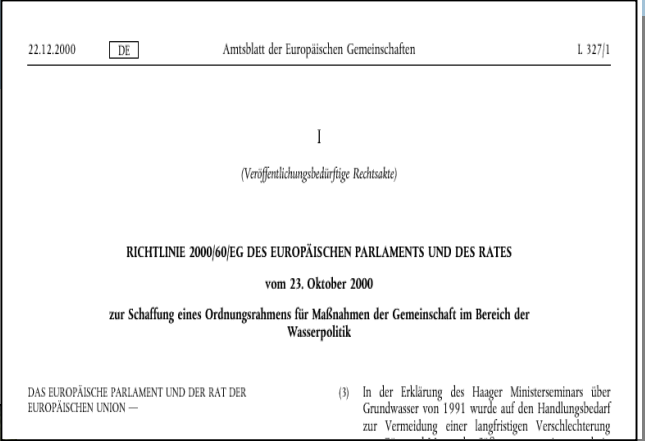 22.12.2000 DE Amtsblatt der Europäischen Gemeinschaften L 327/1
I
(Veröffentlichungsbedürftige Rechtsakte)
RICHTLINIE 2000/60/EG DES EUROPÄISCHEN PARLAMENTS UND DES RATES
vom 23. Oktober 2000
zur Schaffung eines Ordnungsrahmens für Maßnahmen der Gemeinschaft im Bereich der
Wasserpolitik
DAS EUROPÄISCHE PARLAMENT UND DER RAT DER
EUROPÄISCHEN UNION —
(3) In der Erklärung des Haager Ministerseminars über
Grundwasser von 1991 wurde auf den Handlungsbedarf
zur Vermeidung einer langfristigen Verschlechterung